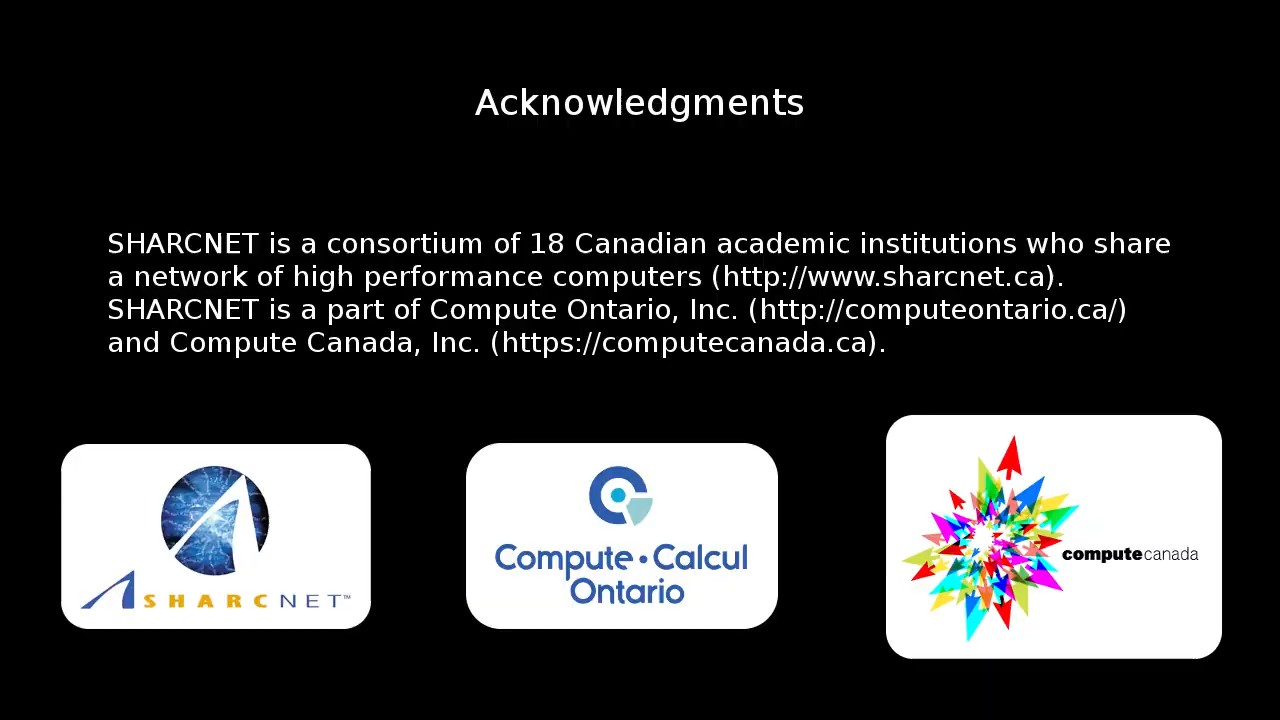 Acknowledgments
SHARCNET is a consortium of 18 Canadian academic institutions who share
a network of high performance computers (http://www.sharcnet.ca).
SHARCNET is a part of Compute Ontario, Inc. (http://computeontario.ca/)
and Compute Canada, Inc. (https://computecanada.ca).
SHARCNET™
Compute • Calcul
Ontario
computecanada